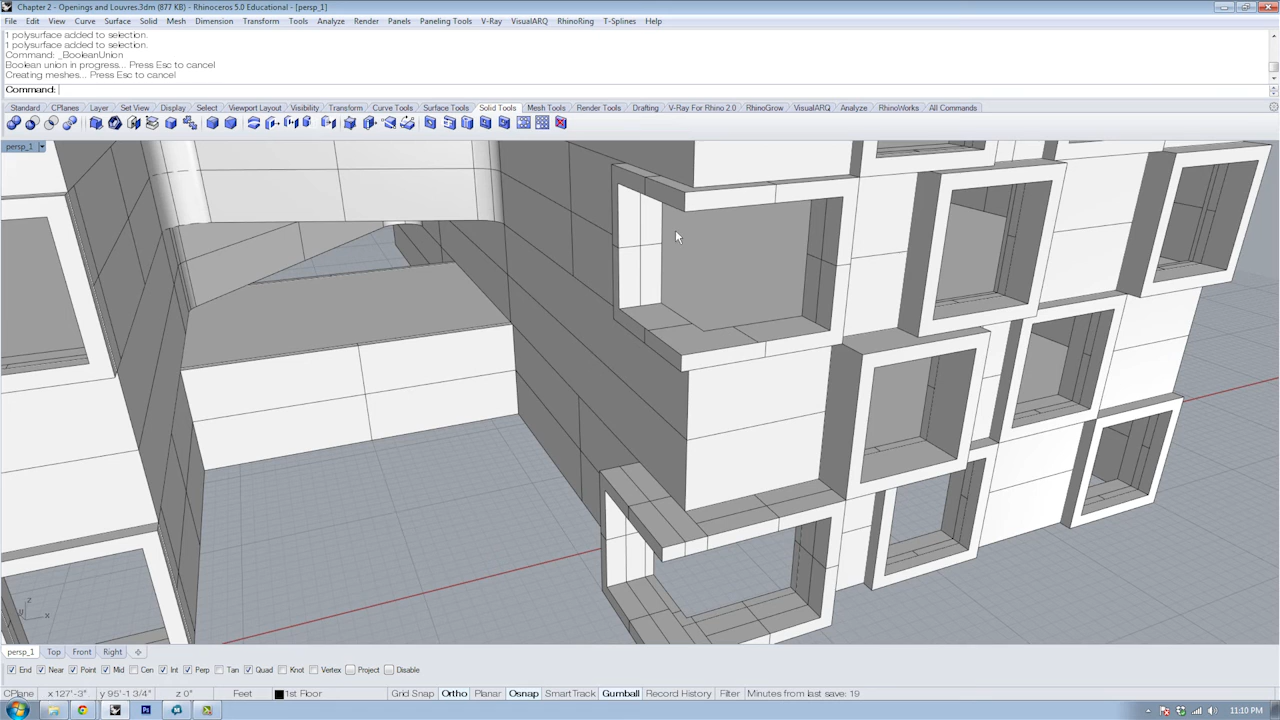 Chapter 2 - Openings and Louvres.3dm (877 KB) - Rhinoceros 5.0 Educational - [persp_1]
File Edit View Curve Surface Solid Mesh Dimension Transform Tools Analyze Render Panels Paneling Tools V-Ray VisualARQ RhinoRing T-Splines Help
1 polysurface added to selection.
1 polysurface added to selection.
Command: _BooleanUnion
Boolean union in progress... Press Esc to cancel
Creating meshes... Press Esc to cancel
Command:
Standard CPlanes Layer Set View Display Select Viewport Layout Visibility Transform Curve Tools Surface Tools Solid Tools Mesh Tools Render Tools Drafting V-Ray For Rhino 2.0 RhinoGrow VisualARQ Analyze RhinoWorks All Commands
persp_1
z
y x
persp_1 Top Front Right
End Near Point Mid Cen Int Perp Tan Quad Knot Vertex Project Disable
CPlane x 127'-3" y 95'-1 3/4" z 0" Feet 1st Floor Grid Snap Ortho Planar Osnap SmartTrack Gumball Record History Filter Minutes from last save: 19
11:10 PM